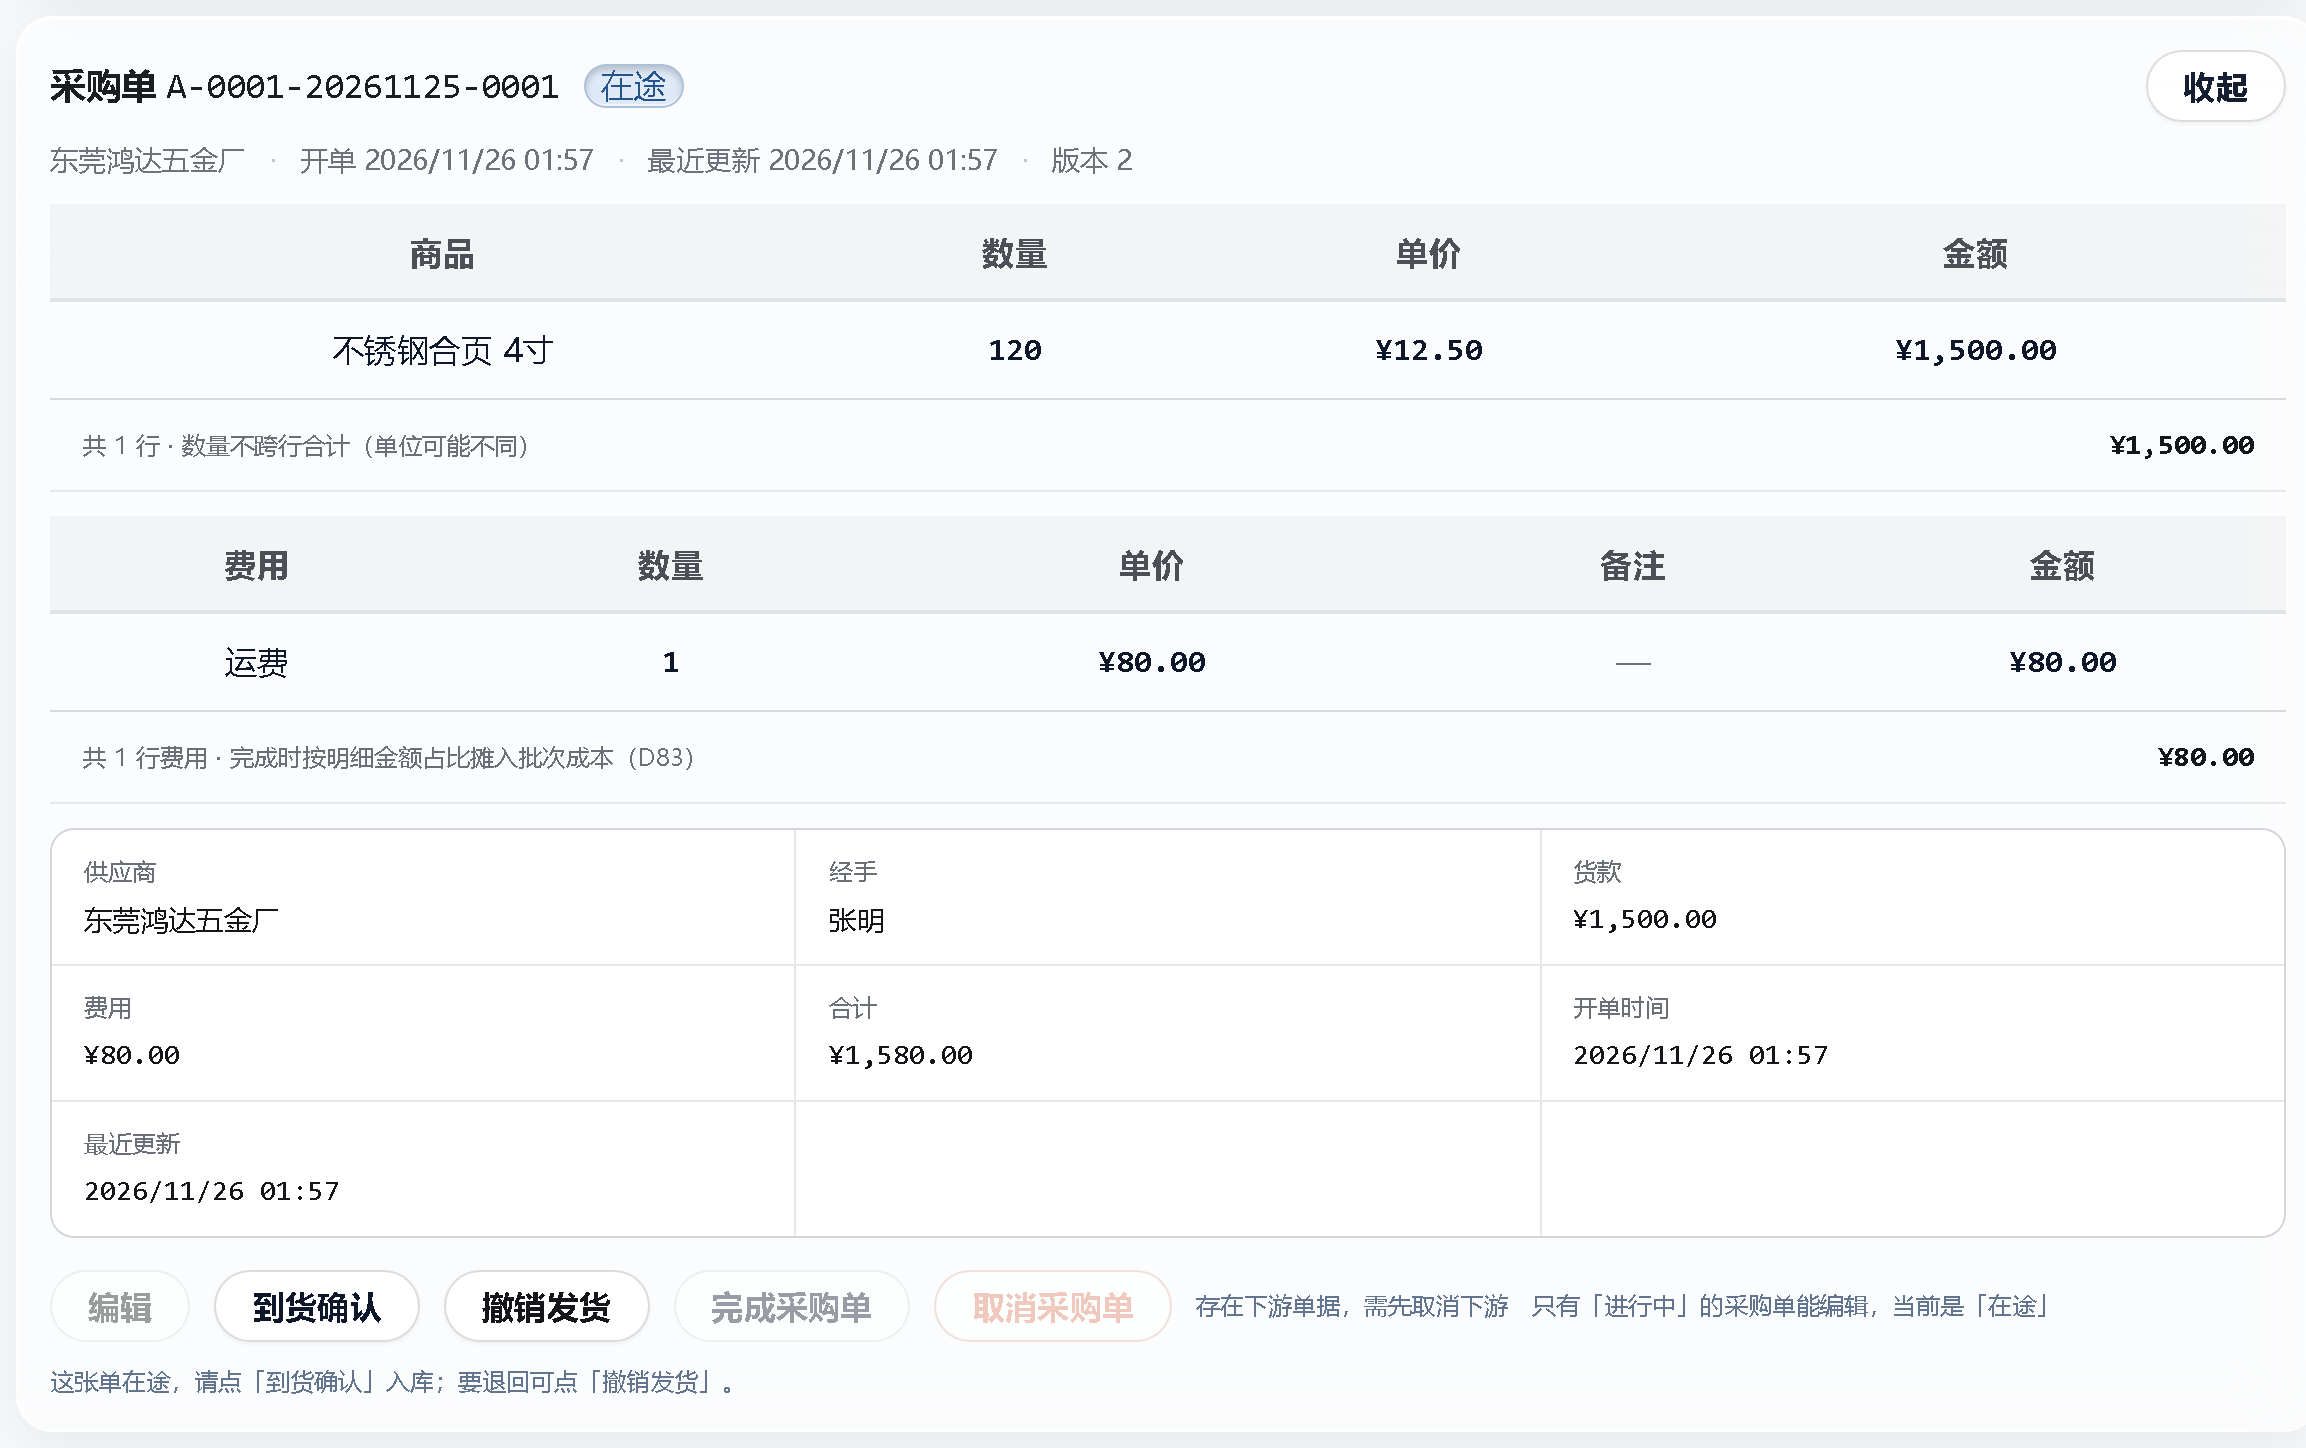 采购单 A-0001-20261125-0001 在途 收起
东莞鸿达五金厂 · 开单 2026/11/26 01:57 · 最近更新 2026/11/26 01:57 · 版本 2
商品 数量 单价 金额
不锈钢合页 4寸 120 ¥12.50 ¥1,500.00
共 1 行 · 数量不跨行合计（单位可能不同） ¥1,500.00
费用 数量 单价 备注 金额
运费 1 ¥80.00 — ¥80.00
共 1 行费用 · 完成时按明细金额占比摊入批次成本（D83） ¥80.00
供应商 经手 货款
东莞鸿达五金厂 张明 ¥1,500.00
费用 合计 开单时间
¥80.00 ¥1,580.00 2026/11/26 01:57
最近更新
2026/11/26 01:57
编辑 到货确认 撤销发货 完成采购单 取消采购单 存在下游单据，需先取消下游 只有「进行中」的采购单能编辑，当前是「在途」
这张单在途，请点「到货确认」入库；要退回可点「撤销发货」。